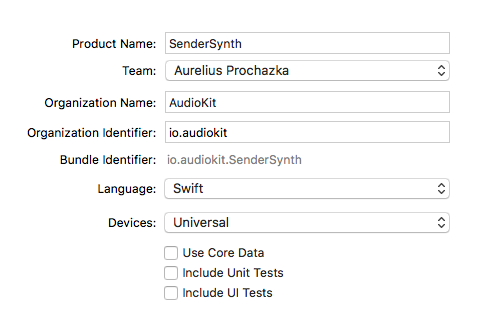 Product Name: SenderSynth
Team: Aurelius Prochazka
Organization Name: AudioKit
Organization Identifier: io.audiokit
Bundle Identifier: io.audiokit.SenderSynth
Language: Swift
Devices: Universal
Use Core Data
Include Unit Tests
Include UI Tests